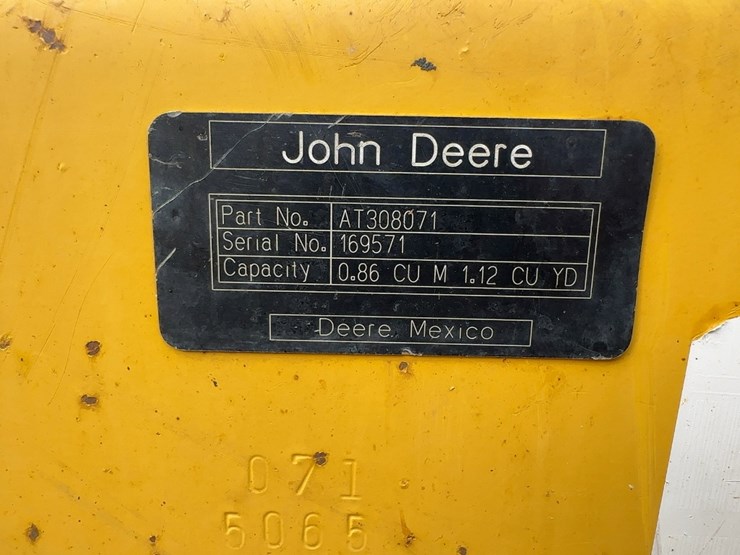 John Deere
Part No. AT308071
Serial No. 169571
Capacity 0.86 CU M 1.12 CU YD
Deere Mexico
071
5065